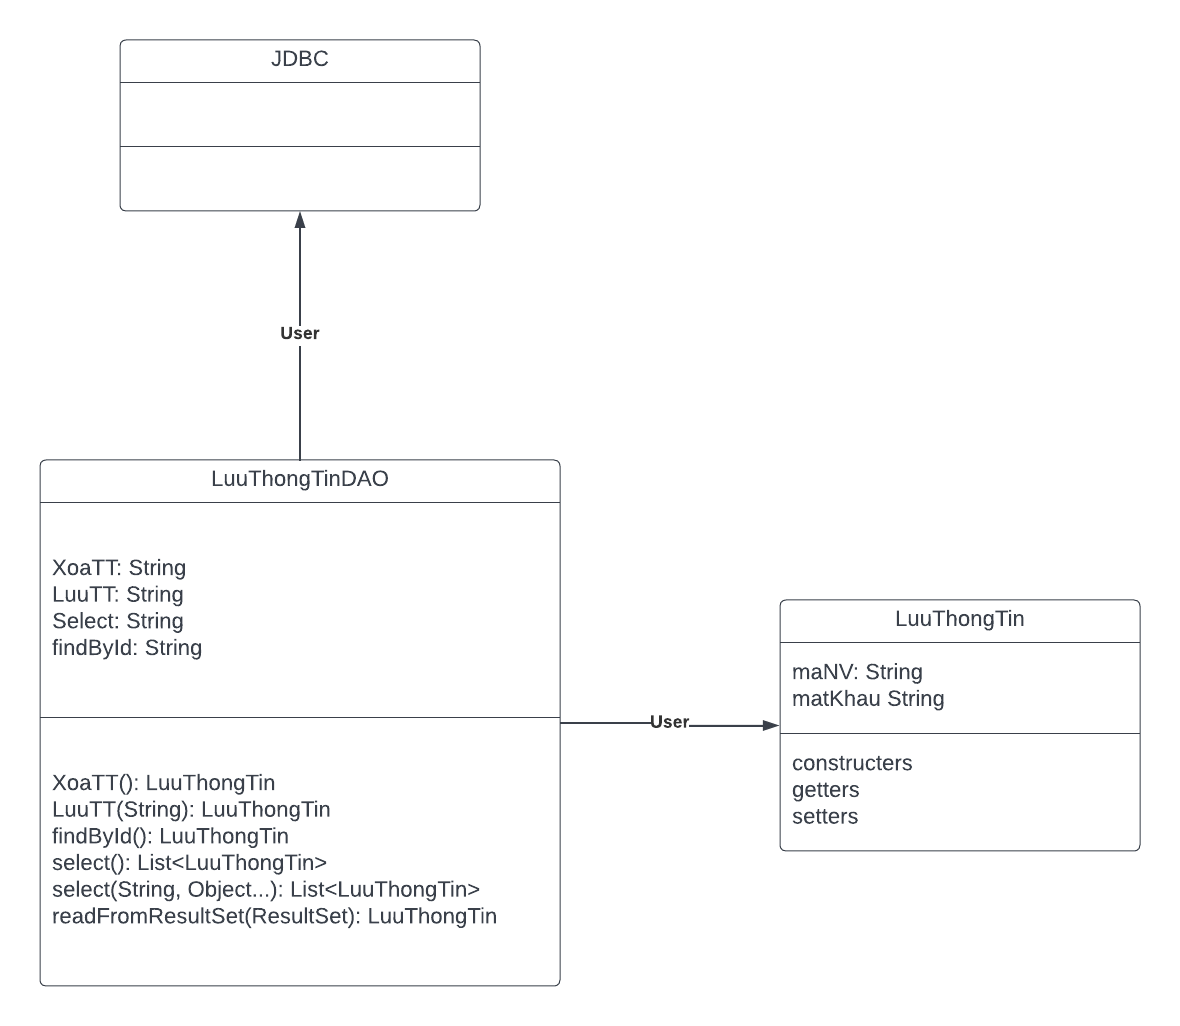 JDBC
User
LuuThongTinDAO
XoaTT: String
LuuTT: String
Select: String
findById: String
XoaTT(): LuuThongTin
LuuTT(String): LuuThongTin
findById(): LuuThongTin
select(): List<LuuThongTin>
select(String, Object...): List<LuuThongTin>
readFromResultSet(ResultSet): LuuThongTin
User
LuuThongTin
maNV: String
matKhau String
constructers
getters
setters